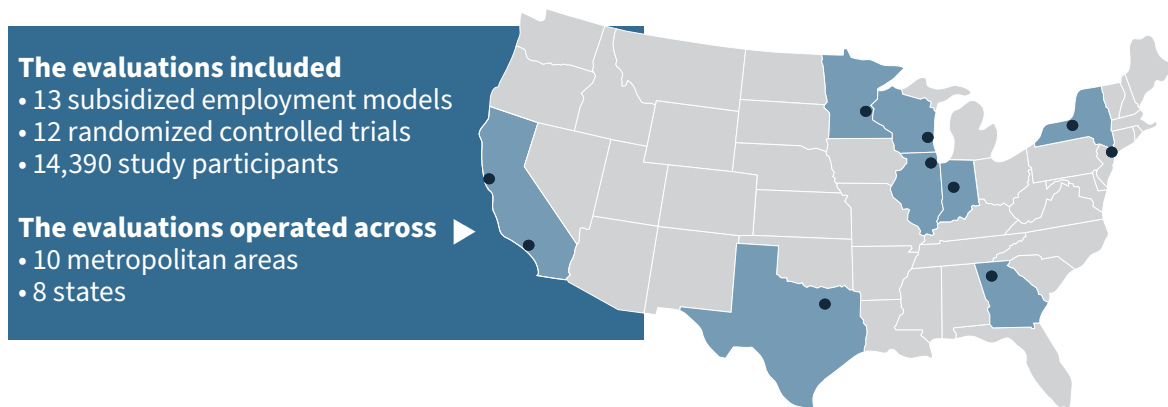 The evaluations included
• 13 subsidized employment models
• 12 randomized controlled trials
• 14,390 study participants
The evaluations operated across
• 10 metropolitan areas
• 8 states